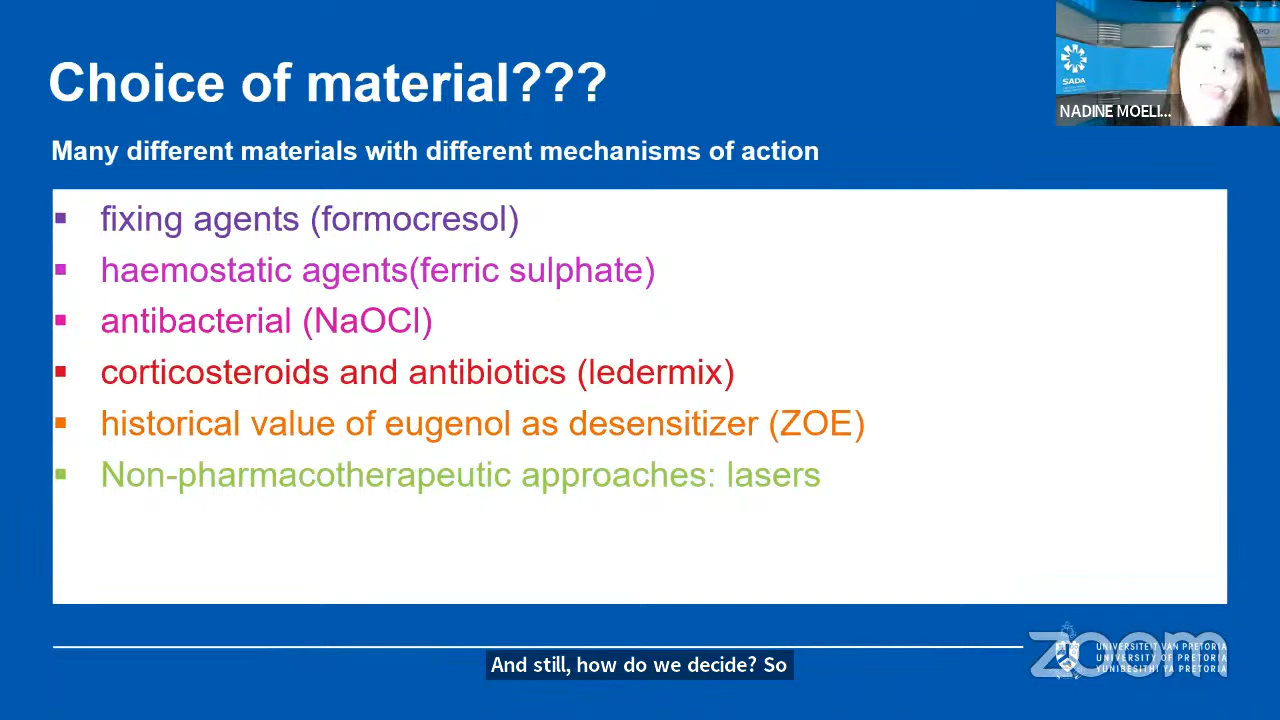 Choice of material???
Many different materials with different mechanisms of action
SADA
NADINE MOELI...
▪ fixing agents (formocresol)
▪ haemostatic agents(ferric sulphate)
▪ antibacterial (NaOCl)
▪ corticosteroids and antibiotics (ledermix)
▪ historical value of eugenol as desensitizer (ZOE)
▪ Non-pharmacotherapeutic approaches: lasers
zoom
UNIVERSITEIT VAN PRETORIA
UNIVERSITY OF PRETORIA
YUNIBESITHI YA PRETORIA
And still, how do we decide? So